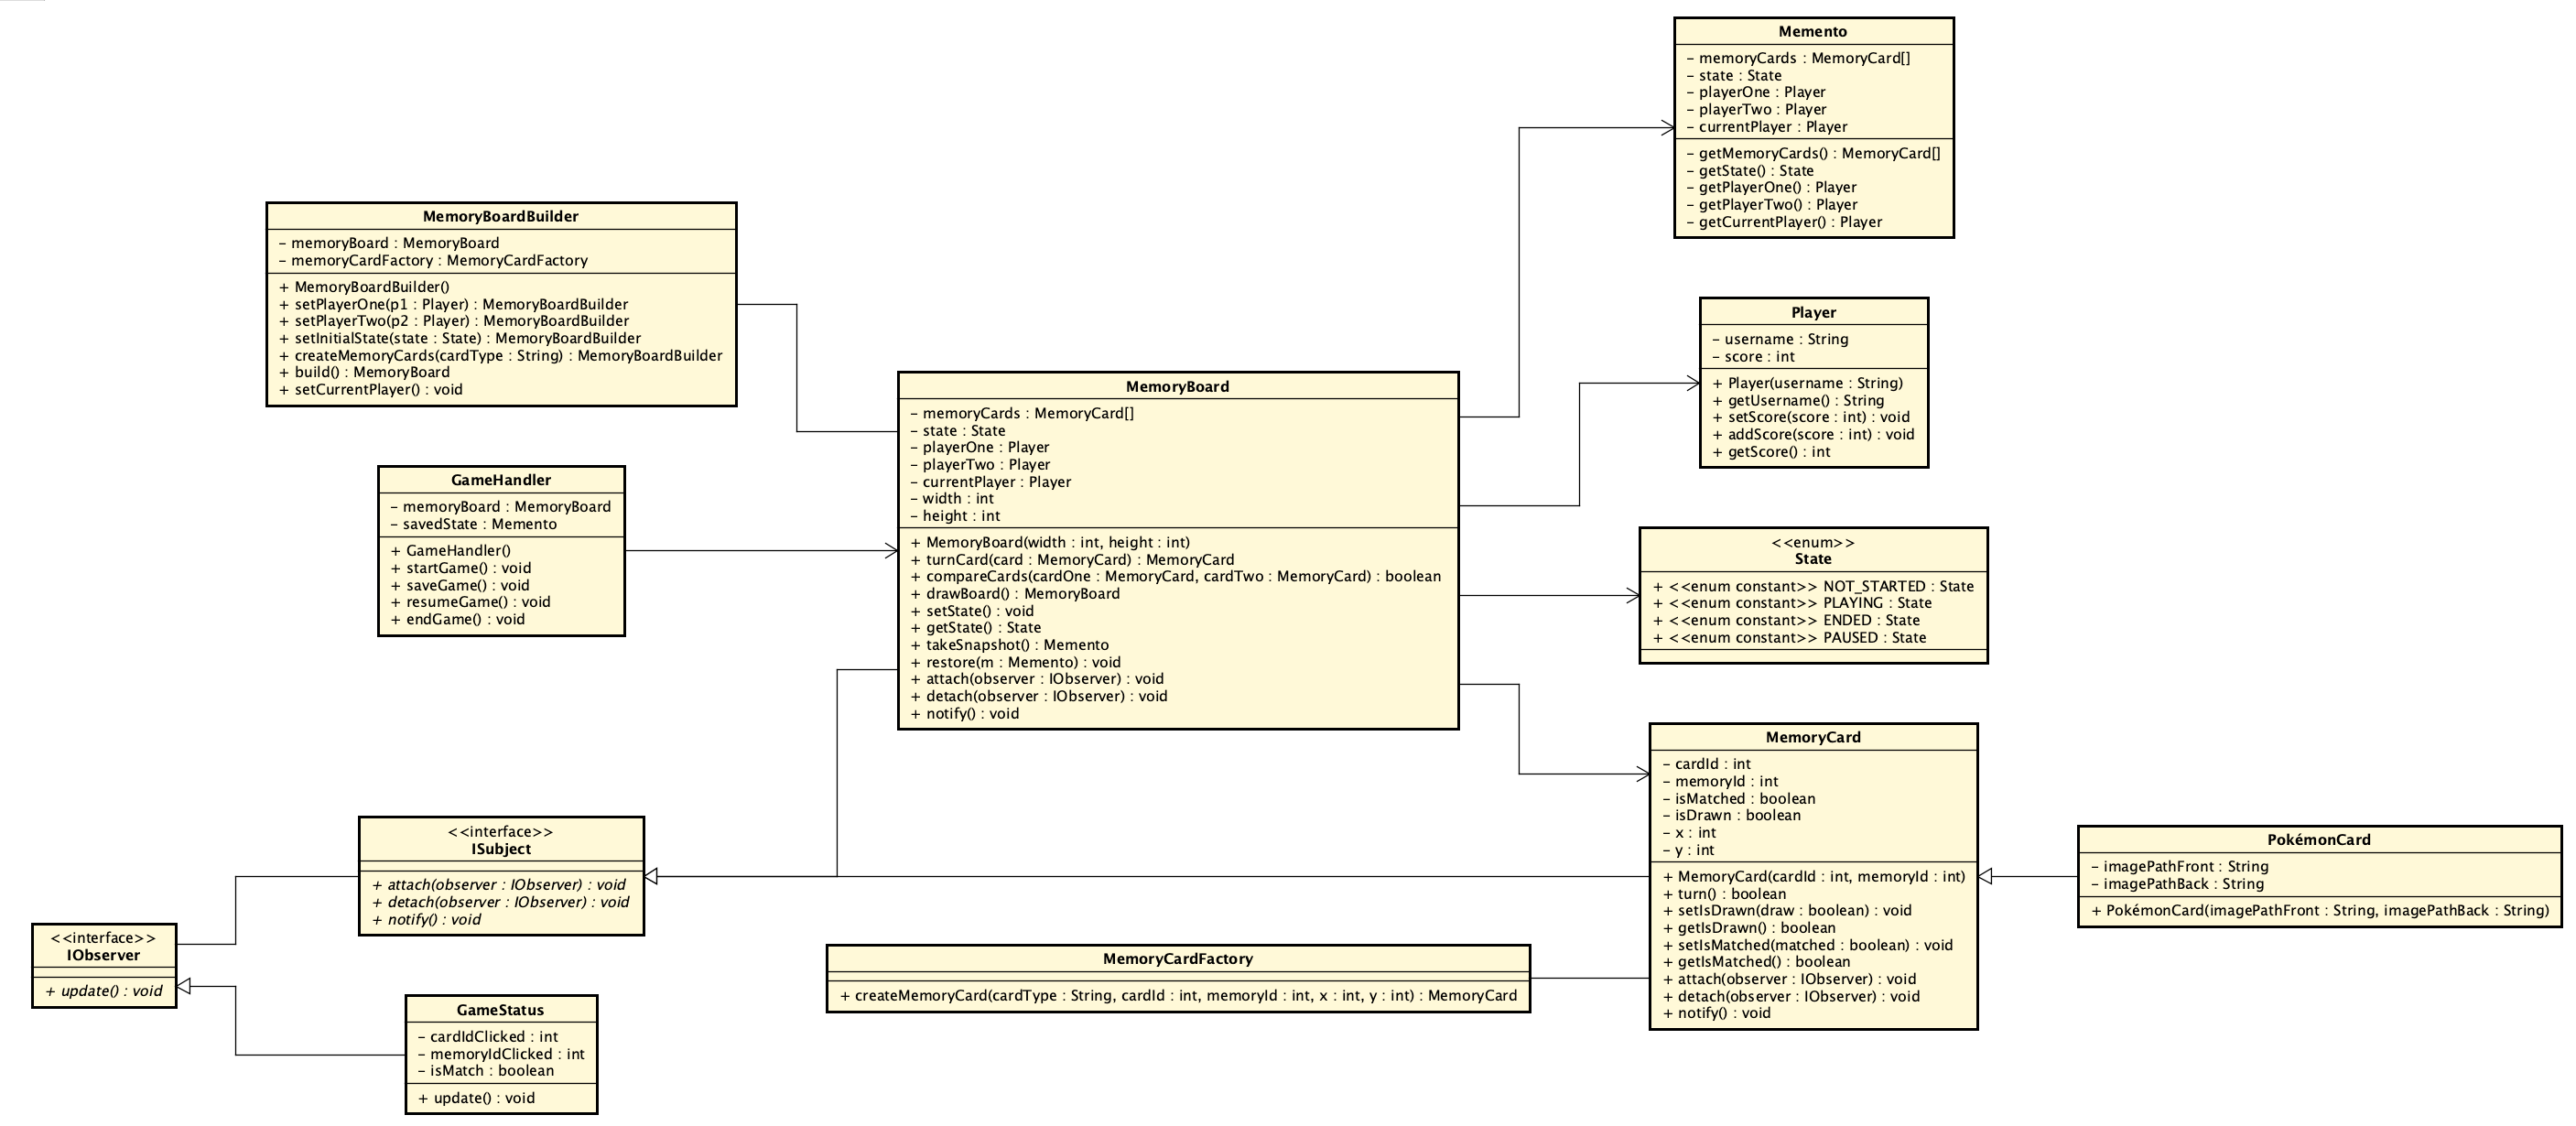 Memento
– memoryCards : MemoryCard[]
– state : State
– playerOne : Player
– playerTwo : Player
– currentPlayer : Player
– getMemoryCards() : MemoryCard[]
– getState() : State
– getPlayerOne() : Player
– getPlayerTwo() : Player
– getCurrentPlayer() : Player
MemoryBoardBuilder
– memoryBoard : MemoryBoard
– memoryCardFactory : MemoryCardFactory
+ MemoryBoardBuilder()
+ setPlayerOne(p1 : Player) : MemoryBoardBuilder
+ setPlayerTwo(p2 : Player) : MemoryBoardBuilder
+ setInitialState(state : State) : MemoryBoardBuilder
+ createMemoryCards(cardType : String) : MemoryBoardBuilder
+ build() : MemoryBoard
+ setCurrentPlayer() : void
Player
– username : String
– score : int
+ Player(username : String)
+ getUsername() : String
+ setScore(score : int) : void
+ addScore(score : int) : void
+ getScore() : int
MemoryBoard
– memoryCards : MemoryCard[]
– state : State
– playerOne : Player
– playerTwo : Player
– currentPlayer : Player
– width : int
– height : int
+ MemoryBoard(width : int, height : int)
+ turnCard(card : MemoryCard) : MemoryCard
+ compareCards(cardOne : MemoryCard, cardTwo : MemoryCard) : boolean
+ drawBoard() : MemoryBoard
+ setState() : void
+ getState() : State
+ takeSnapshot() : Memento
+ restore(m : Memento) : void
+ attach(observer : IObserver) : void
+ detach(observer : IObserver) : void
+ notify() : void
GameHandler
– memoryBoard : MemoryBoard
– savedState : Memento
+ GameHandler()
+ startGame() : void
+ saveGame() : void
+ resumeGame() : void
+ endGame() : void
<<enum>>
State
+ <<enum constant>> NOT_STARTED : State
+ <<enum constant>> PLAYING : State
+ <<enum constant>> ENDED : State
+ <<enum constant>> PAUSED : State
MemoryCard
– cardId : int
– memoryId : int
– isMatched : boolean
– isDrawn : boolean
– x : int
– y : int
+ MemoryCard(cardId : int, memoryId : int)
+ turn() : boolean
+ setIsDrawn(draw : boolean) : void
+ getIsDrawn() : boolean
+ setIsMatched(matched : boolean) : void
+ getIsMatched() : boolean
+ attach(observer : IObserver) : void
+ detach(observer : IObserver) : void
+ notify() : void
PokémonCard
– imagePathFront : String
– imagePathBack : String
+ PokémonCard(imagePathFront : String, imagePathBack : String)
<<interface>>
ISubject
+ attach(observer : IObserver) : void
+ detach(observer : IObserver) : void
+ notify() : void
<<interface>>
IObserver
+ update() : void
MemoryCardFactory
+ createMemoryCard(cardType : String, cardId : int, memoryId : int, x : int, y : int) : MemoryCard
GameStatus
– cardIdClicked : int
– memoryIdClicked : int
– isMatch : boolean
+ update() : void